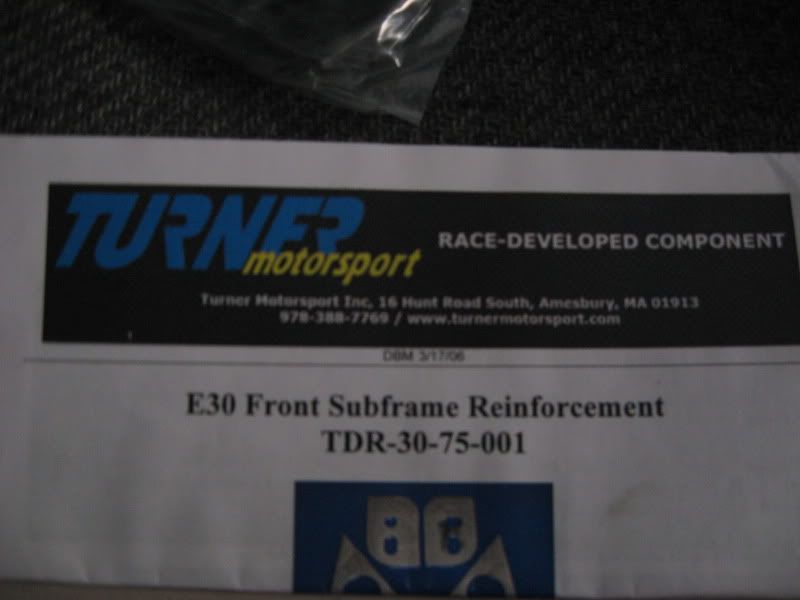 TURNER
motorsport
RACE-DEVELOPED COMPONENT
Turner Motorsport Inc, 16 Hunt Road South, Amesbury, MA 01913
978-388-7769 / www.turnermotorsport.com
DBM 3/17/06
E30 Front Subframe Reinforcement
TDR-30-75-001